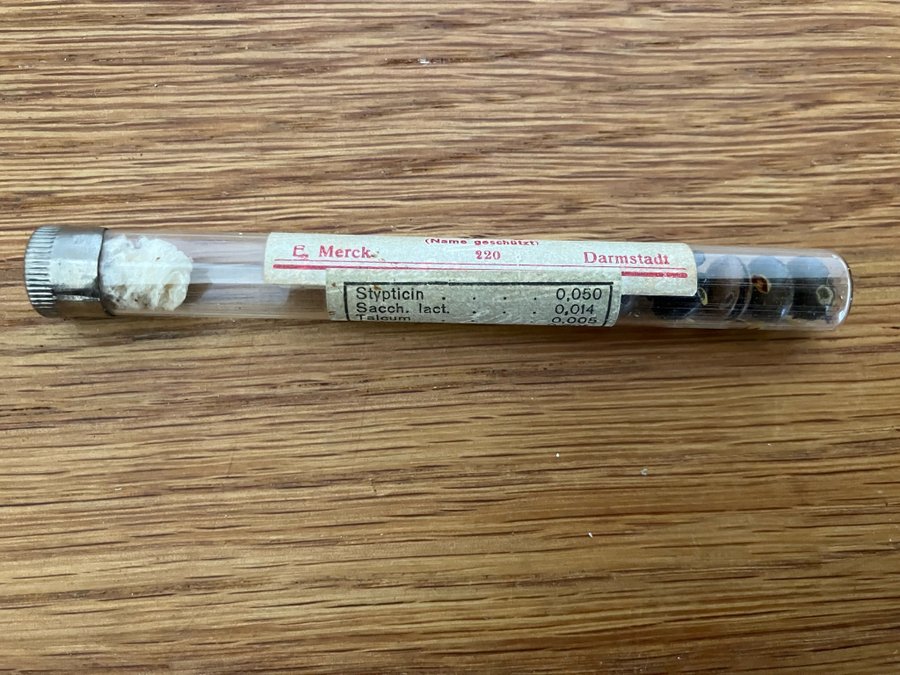 (Name geschützt)
E. Merck. 220 Darmstadt
Stypticin . . . . 0,050
Sacch. lact. . . . . 0,014
Talcum . . . . 0,005